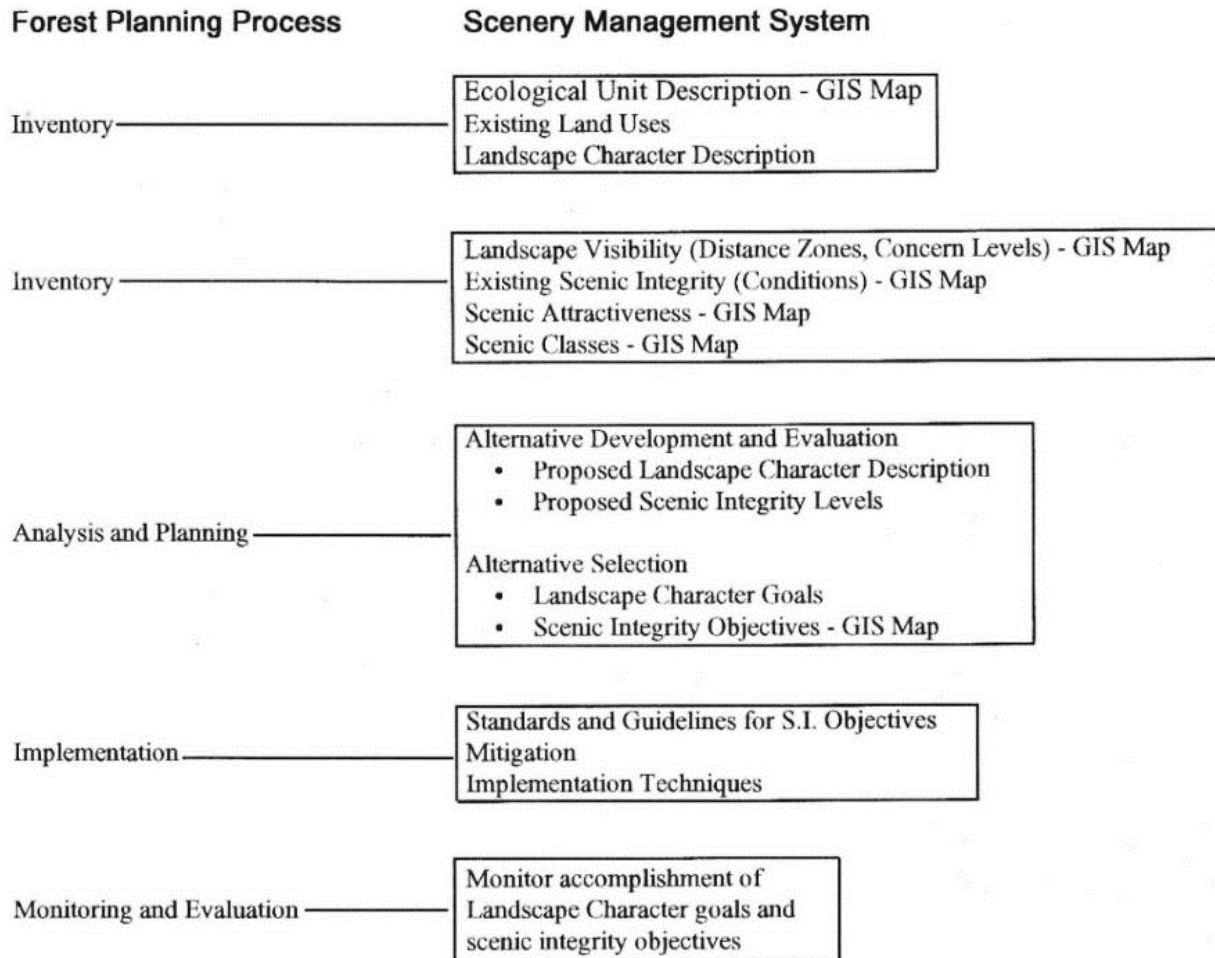 Forest Planning Process
Scenery Management System
Inventory
Ecological Unit Description - GIS Map
Existing Land Uses
Landscape Character Description
Inventory
Landscape Visibility (Distance Zones, Concern Levels) - GIS Map
Existing Scenic Integrity (Conditions) - GIS Map
Scenic Attractiveness - GIS Map
Scenic Classes - GIS Map
Analysis and Planning
Alternative Development and Evaluation
• Proposed Landscape Character Description
• Proposed Scenic Integrity Levels
Alternative Selection
• Landscape Character Goals
• Scenic Integrity Objectives - GIS Map
Implementation
Standards and Guidelines for S.I. Objectives
Mitigation
Implementation Techniques
Monitoring and Evaluation
Monitor accomplishment of
Landscape Character goals and
scenic integrity objectives